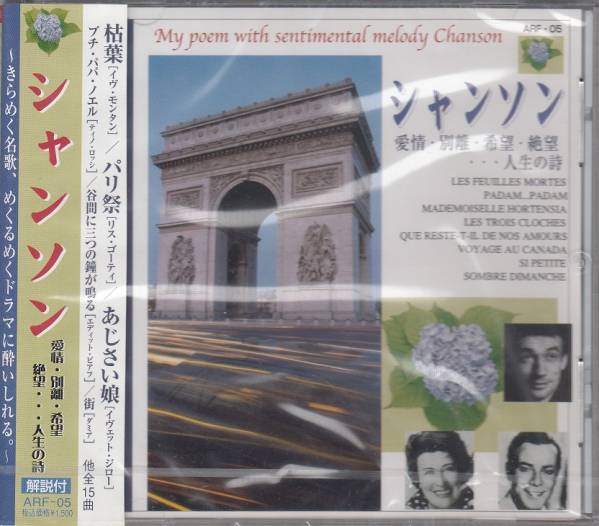 ~きらめく名歌、めくるめくドラマに酔いしれる。~
シャンソン
愛情・別離・希望
絶望・・・人生の詩
解説付
ARF-05
税込価格¥1,500
枯葉[イヴ・モンタン]/パリ祭[リス・ゴーティ]/あじさい娘[イヴェット・ジロー]
プチ・パパ・ノエル[ティノ・ロッシ]/谷間に三つの鐘が鳴る[エディット・ピアフ]/街[ダミア] 他全15曲
My poem with sentimental melody Chanson
ARF-05
シャンソン
愛情・別離・希望・絶望
・・・人生の詩
LES FEUILLES MORTES
PADAM...PADAM
MADEMOISELLE HORTENSIA
LES TROIS CLOCHES
QUE RESTE-T-IL DE NOS AMOURS
VOYAGE AU CANADA
SI PETITE
SOMBRE DIMANCHE